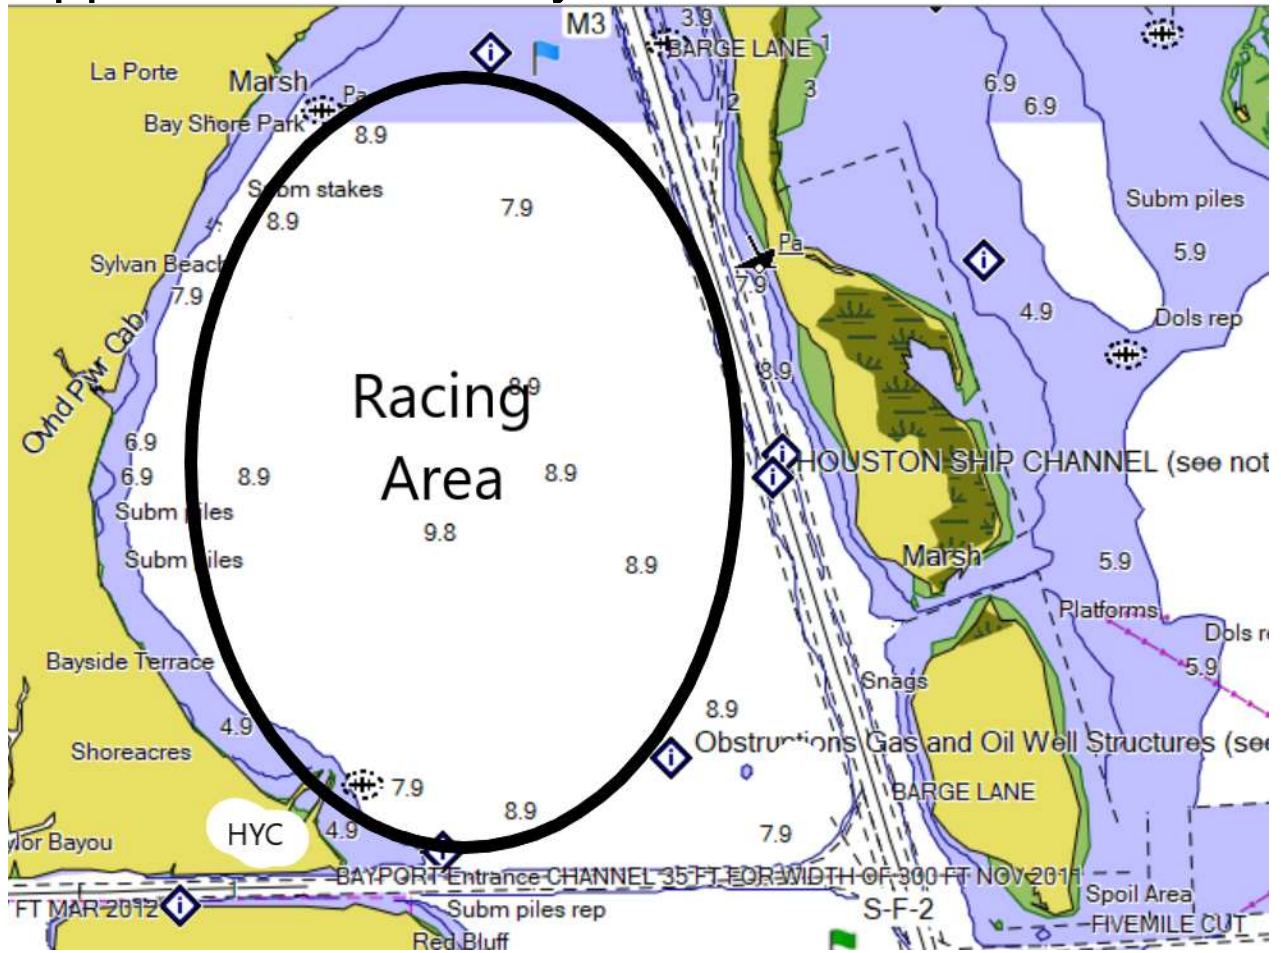 M3
3.9
BARGE LANE
1
La Porte
Marsh
Pa
6.9
6.9
3
2
Bay Shore Park
8.9
Subm stakes
8.9
7.9
Subm piles
5.9
Pa
Sylvan Beach
7.9
7.9
4.9
Dols rep
Ovhd Pwr Cab
8.9
Racing
8.9
Area
6.9
6.9
8.9
8.9
HOUSTON SHIP CHANNEL (see not
Subm piles
9.8
Subm piles
8.9
Marsh
5.9
Platforms
Dols r
5.9
Bayside Terrace
Snags
4.9
8.9
Shoreacres
Obstructions Gas and Oil Well Structures (see
7.9
8.9
BARGE LANE
HYC
4.9
7.9
lor Bayou
BAYPORT Entrance CHANNEL 35 FT FOR WIDTH OF 300 FT NOV 2011
FT MAR 2012
Subm piles rep
S-F-2
Spoil Area
FIVEMILE CUT
Red Bluff